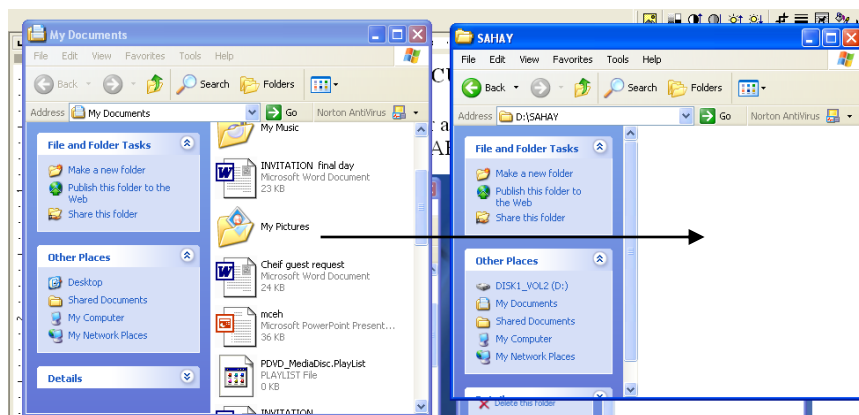 My Documents
File Edit View Favorites Tools Help
Back Search Folders
Address My Documents Go Norton AntiVirus
File and Folder Tasks
Make a new folder
Publish this folder to the
Web
Share this folder
Other Places
Desktop
Shared Documents
My Computer
My Network Places
Details
My Music
INVITATION final day
Microsoft Word Document
23 KB
My Pictures
Cheif guest request
Microsoft Word Document
24 KB
mceh
Microsoft PowerPoint Present...
36 KB
PDVD_MediaDisc.PlayList
PLAYLIST File
0 KB
INVITATION
SAHAY
File Edit View Favorites Tools Help
Back Search Folders
Address D:\SAHAY Go Norton AntiVirus
File and Folder Tasks
Make a new folder
Publish this folder to
the Web
Share this folder
Other Places
DISK1_VOL2 (D:)
My Documents
Shared Documents
My Computer
My Network Places
Delete this folder